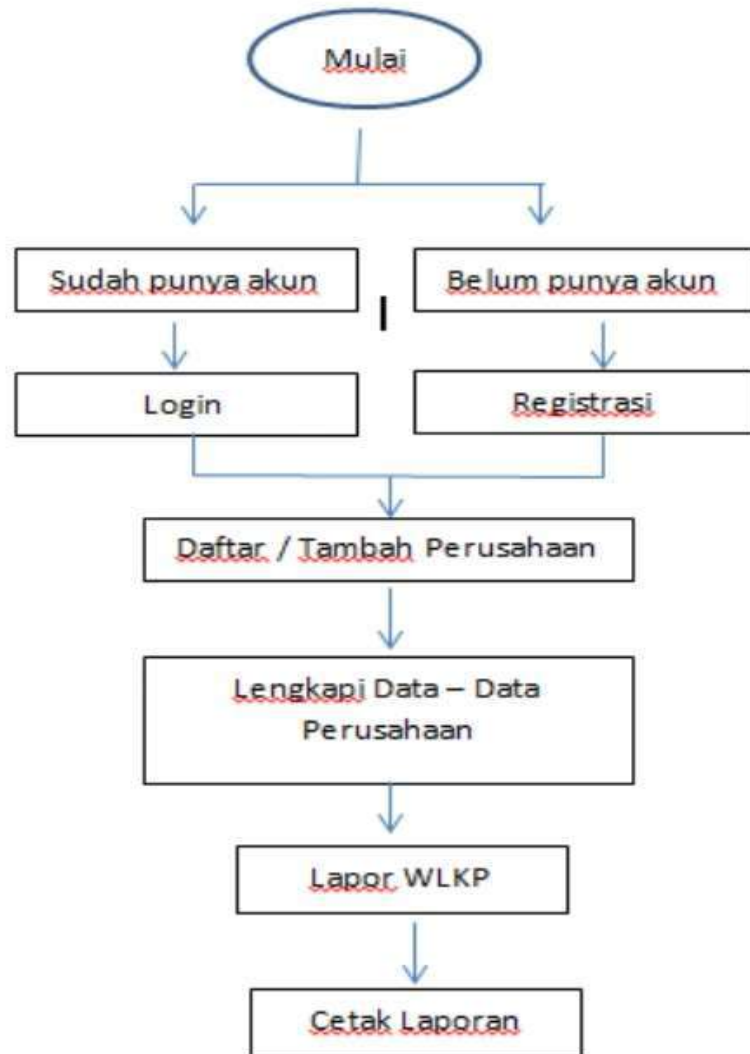 Mulai
Sudah punya akun
Belum punya akun
Login
Registrasi
Daftar / Tambah Perusahaan
Lengkapi Data – Data
Perusahaan
Lapor WLKP
Cetak Laporan